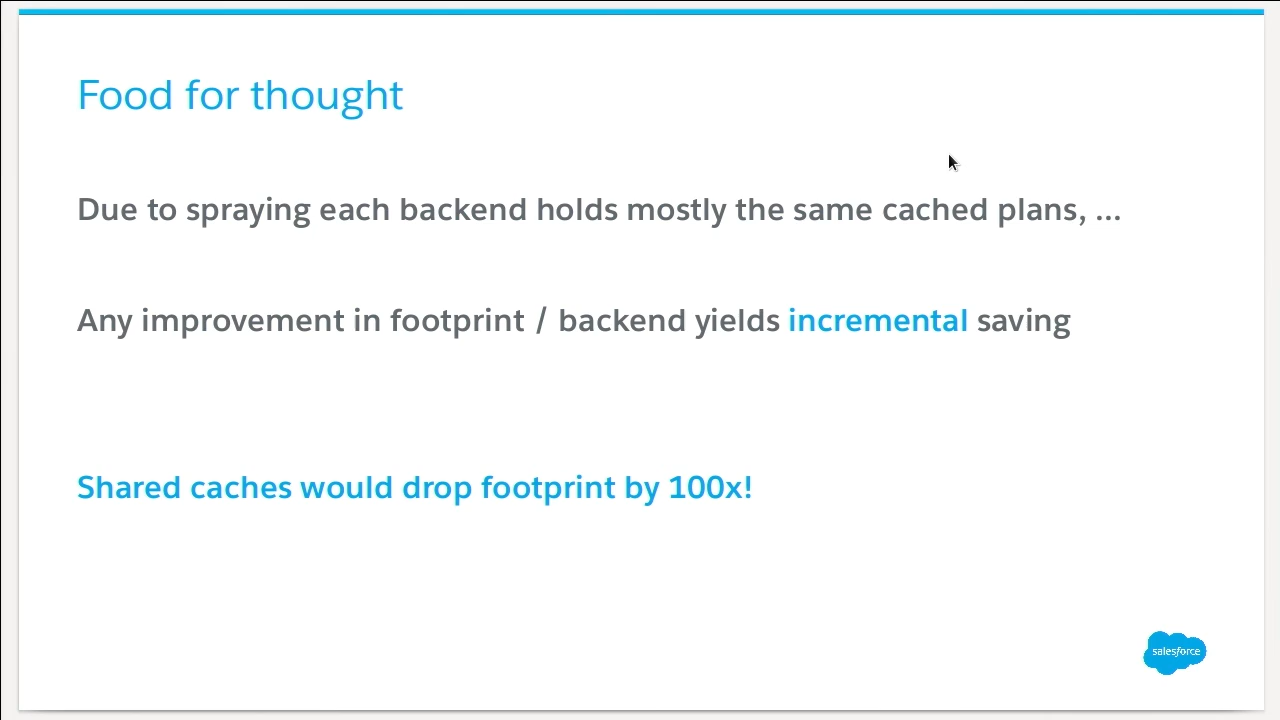 Food for thought
Due to spraying each backend holds mostly the same cached plans, ...
Any improvement in footprint / backend yields incremental saving
Shared caches would drop footprint by 100x!
salesforce